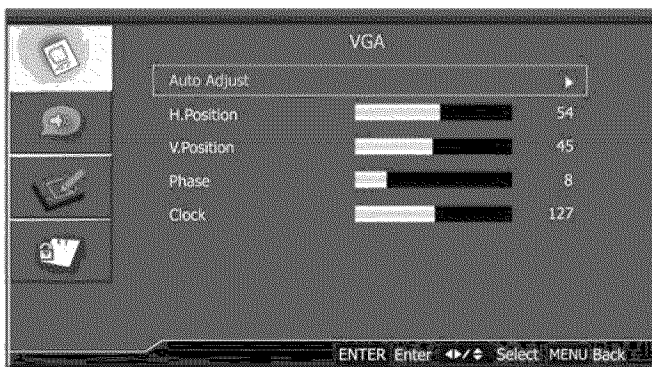 VGA
Auto Adjust
H.Position 54
V.Position 45
Phase 8
Clock 127
ENTER Enter ◄►/▲▼ Select MENU Back